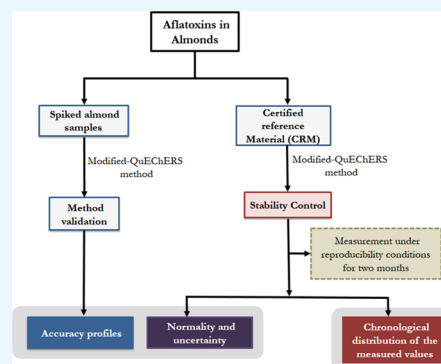 Aflatoxins in
Almonds
Spiked almond
samples
Certified
reference
Material (CRM)
Modified-QuEChERS
method
Modified-QuEChERS
method
Method
validation
Stability Control
Measurement under
reproducibility conditions
for two months
Accuracy profiles
Normality and
uncertainty
Chronological
distribution of the
measured values